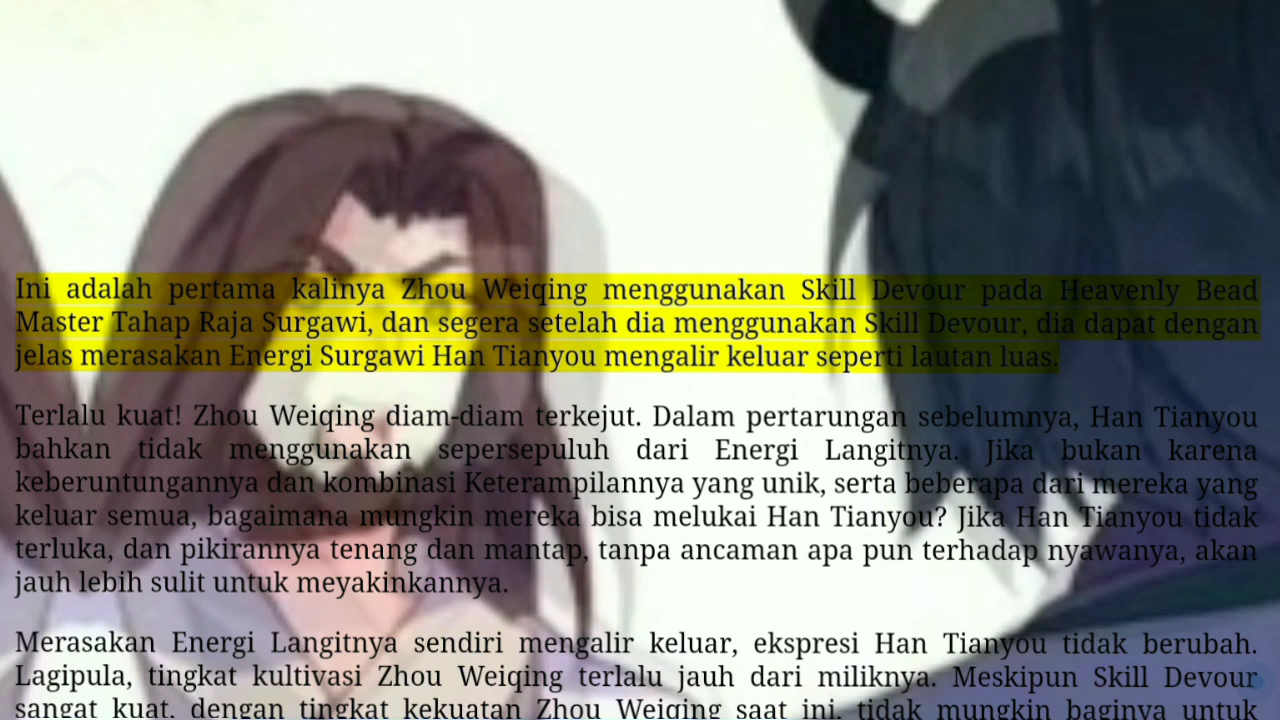 Ini adalah pertama kalinya Zhou Weiqing menggunakan Skill Devour pada Heavenly Bead
Master Tahap Raja Surgawi, dan segera setelah dia menggunakan Skill Devour, dia dapat dengan
jelas merasakan Energi Surgawi Han Tianyou mengalir keluar seperti lautan luas.
Terlalu kuat! Zhou Weiqing diam-diam terkejut. Dalam pertarungan sebelumnya, Han Tianyou
bahkan tidak menggunakan sepersepuluh dari Energi Langitnya. Jika bukan karena
keberuntungannya dan kombinasi Keterampilannya yang unik, serta beberapa dari mereka yang
keluar semua, bagaimana mungkin mereka bisa melukai Han Tianyou? Jika Han Tianyou tidak
terluka, dan pikirannya tenang dan mantap, tanpa ancaman apa pun terhadap nyawanya, akan
jauh lebih sulit untuk meyakinkannya.
Merasakan Energi Langitnya sendiri mengalir keluar, ekspresi Han Tianyou tidak berubah.
Lagipula, tingkat kultivasi Zhou Weiqing terlalu jauh dari miliknya. Meskipun Skill Devour
sangat kuat, dengan tingkat kekuatan Zhou Weiqing saat ini, tidak mungkin baginya untuk